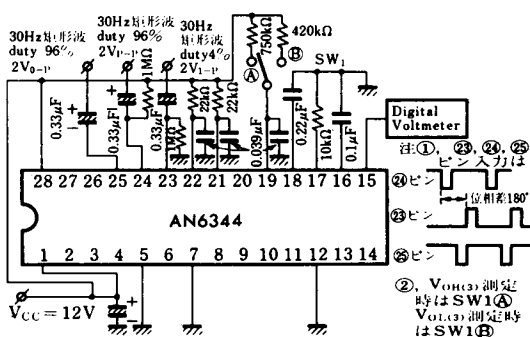 30Hz矩形波
duty 96%
2V0-P
30Hz 矩形
波 duty 96%
2VP-P
30Hz 矩形波
duty4%
2V1-P
1MΩ
750kΩ
420kΩ
Ⓐ
Ⓑ
SW1
0.33μF
0.33μF
0.33μF
1MΩ
22kΩ
22kΩ
0.039μF
0.22μF
10kΩ
0.1μF
Digital
Voltmeter
28 27 26 25 24 23 22 21 20 19 18 17 16 15
AN6344
1 2 3 4 5 6 7 8 9 10 11 12 13 14
VCC=12V
注①, ㉓, ㉔, ㉕
ピン入力は
㉔ピン
位相差180°
㉓ピン
㉕ピン
②, VOH(3) 測定
時はSW1Ⓐ
VOL(3) 測定時
はSW1Ⓑ